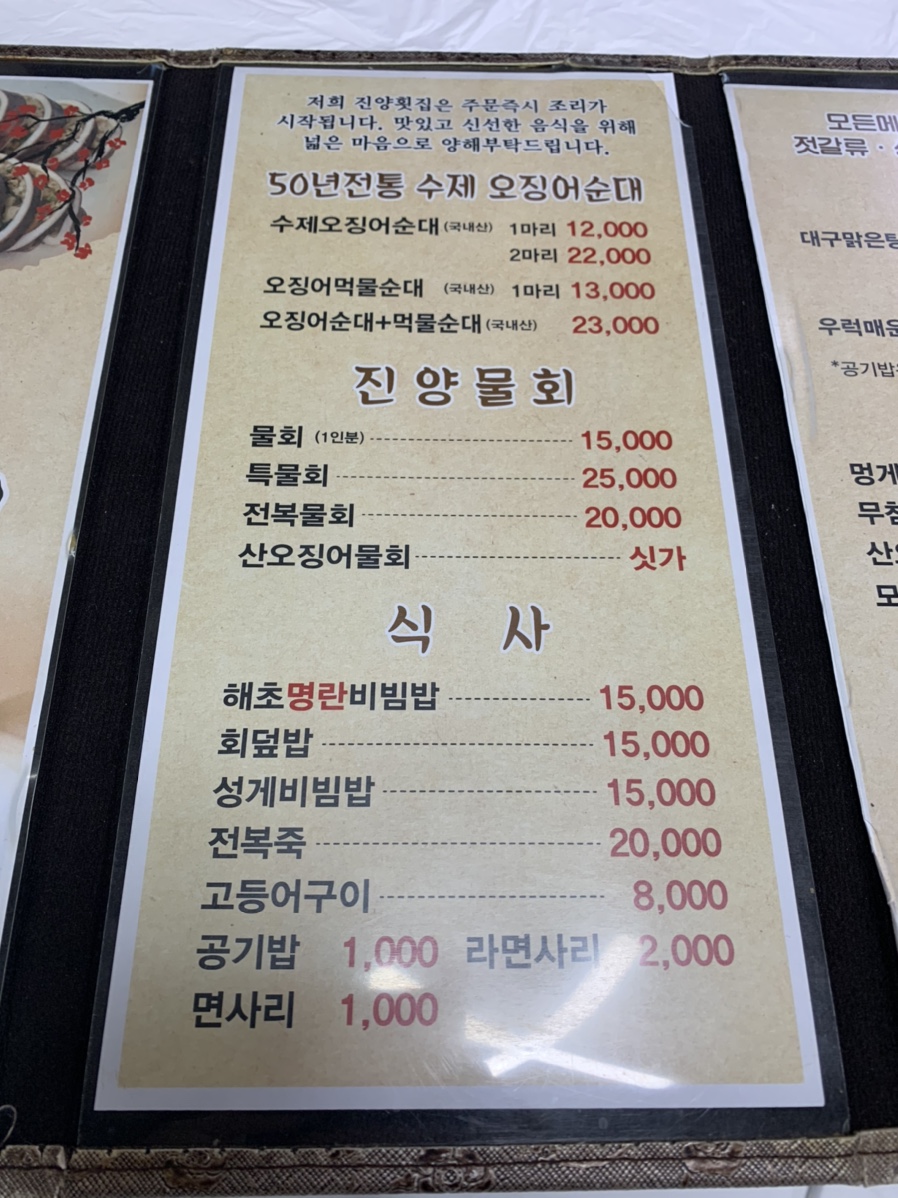 저희 진양횟집은 주문즉시 조리가
시작됩니다. 맛있고 신선한 음식을 위해
넓은 마음으로 양해부탁드립니다.
50년전통 수제 오징어순대
수제오징어순대 (국내산) 1마리 12,000
2마리 22,000
오징어먹물순대 (국내산) 1마리 13,000
오징어순대+먹물순대 (국내산) 23,000
진양물회
물회 (1인분) 15,000
특물회 25,000
전복물회 20,000
산오징어물회 싯가
식 사
해초명란비빔밥 15,000
회덮밥 15,000
성게비빔밥 15,000
전복죽 20,000
고등어구이 8,000
공기밥 1,000 라면사리 2,000
면사리 1,000
모든메
젓갈류 ·
대구맑은탕
우럭매운
*공기밥
멍게
무침